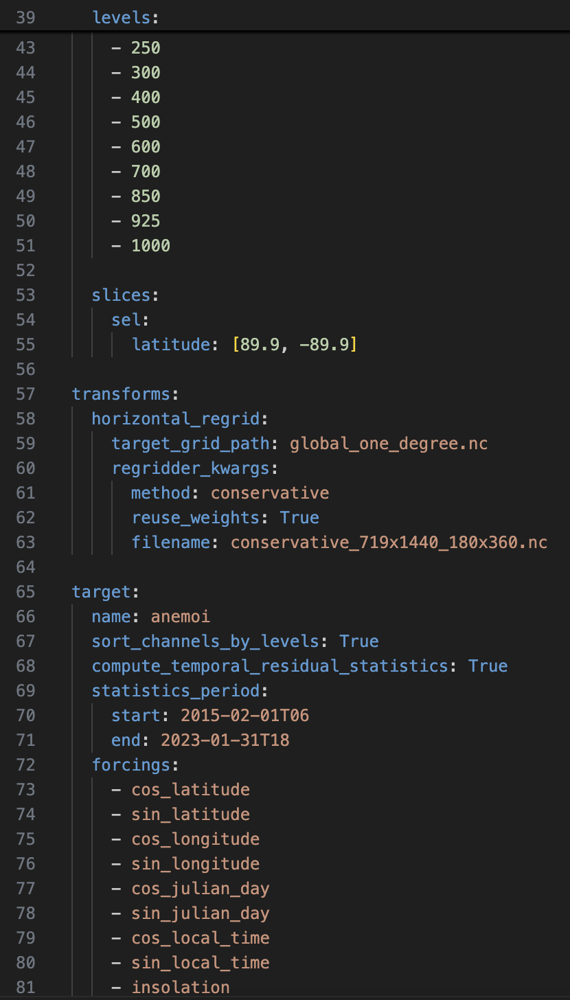 39 levels:
43 - 250
44 - 300
45 - 400
46 - 500
47 - 600
48 - 700
49 - 850
50 - 925
51 - 1000
52
53 slices:
54 sel:
55 latitude: [89.9, -89.9]
56
57 transforms:
58 horizontal_regrid:
59 target_grid_path: global_one_degree.nc
60 regridder_kwargs:
61 method: conservative
62 reuse_weights: True
63 filename: conservative_719x1440_180x360.nc
64
65 target:
66 name: anemoi
67 sort_channels_by_levels: True
68 compute_temporal_residual_statistics: True
69 statistics_period:
70 start: 2015-02-01T06
71 end: 2023-01-31T18
72 forcings:
73 - cos_latitude
74 - sin_latitude
75 - cos_longitude
76 - sin_longitude
77 - cos_julian_day
78 - sin_julian_day
79 - cos_local_time
80 - sin_local_time
81 - insolation